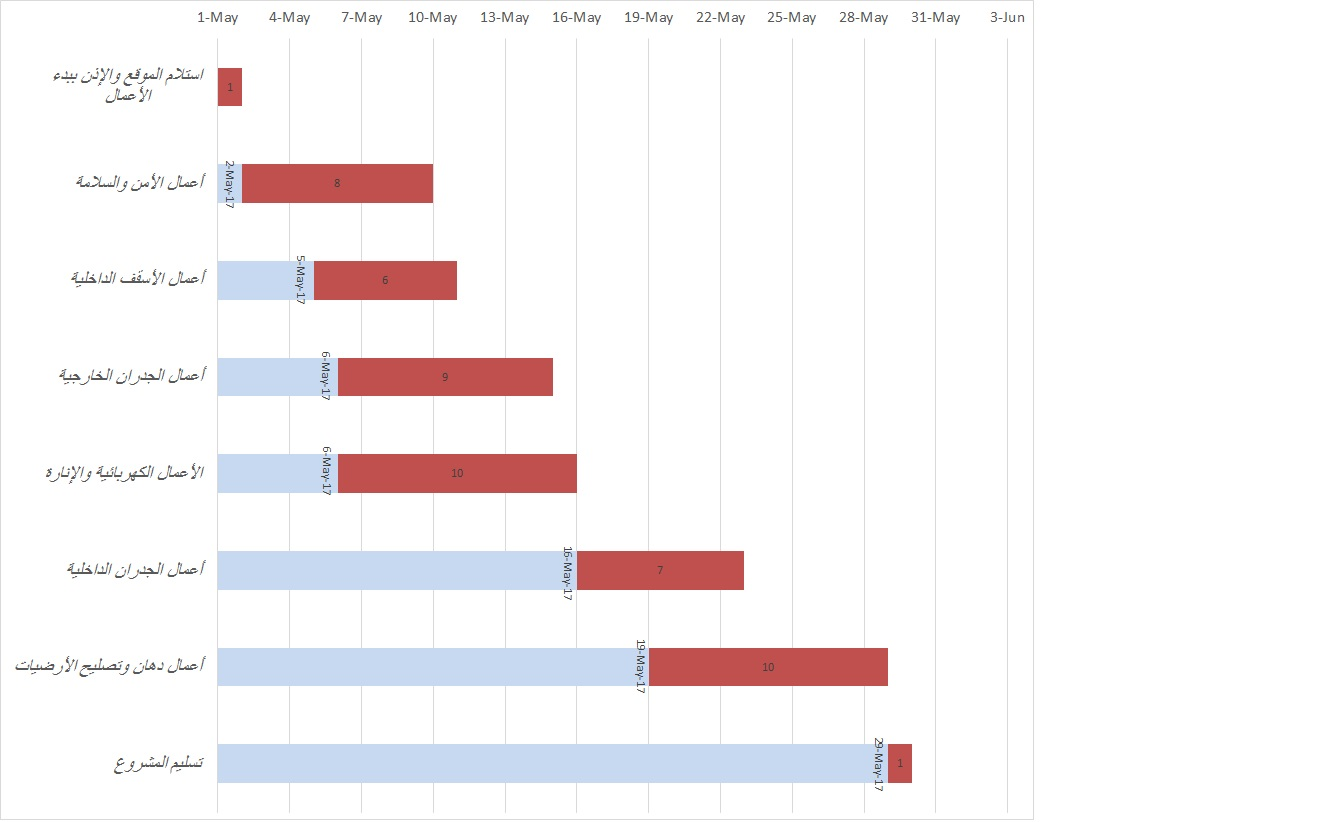 1-May 4-May 7-May 10-May 13-May 16-May 19-May 22-May 25-May 28-May 31-May 3-Jun
استلام الموقع والإذن ببدء
الأعمال
1
أعمال الأمن والسلامة
2-May-17
8
أعمال الأسقف الداخلية
5-May-17
6
أعمال الجدران الخارجية
6-May-17
9
الأعمال الكهربائية والإنارة
6-May-17
10
أعمال الجدران الداخلية
16-May-17
7
أعمال دهان وتصليح الأرضيات
19-May-17
10
تسليم المشروع
29-May-17
1